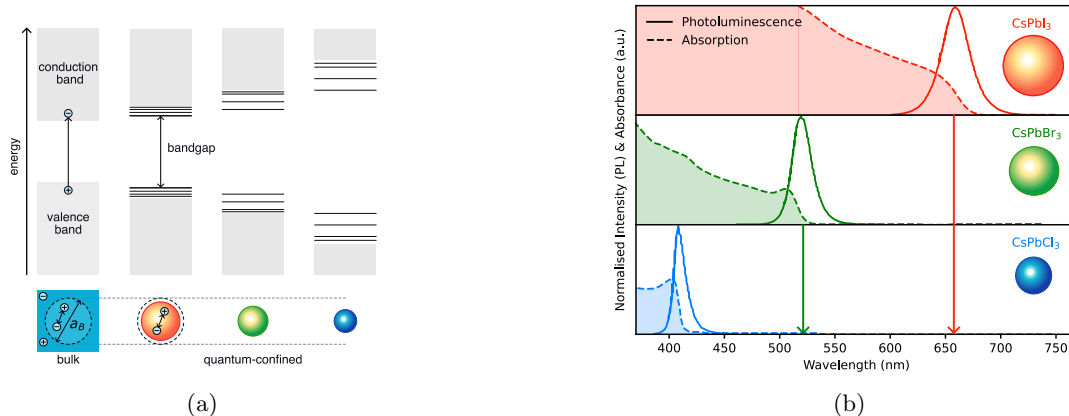 energy
conduction
band
bandgap
valence
band
a_B
bulk
quantum-confined
(a)
Normalised Intensity (PL) & Absorbance (a.u.)
Photoluminescence
Absorption
CsPbI₃
CsPbBr₃
CsPbCl₃
400 450 500 550 600 650 700 750
Wavelength (nm)
(b)